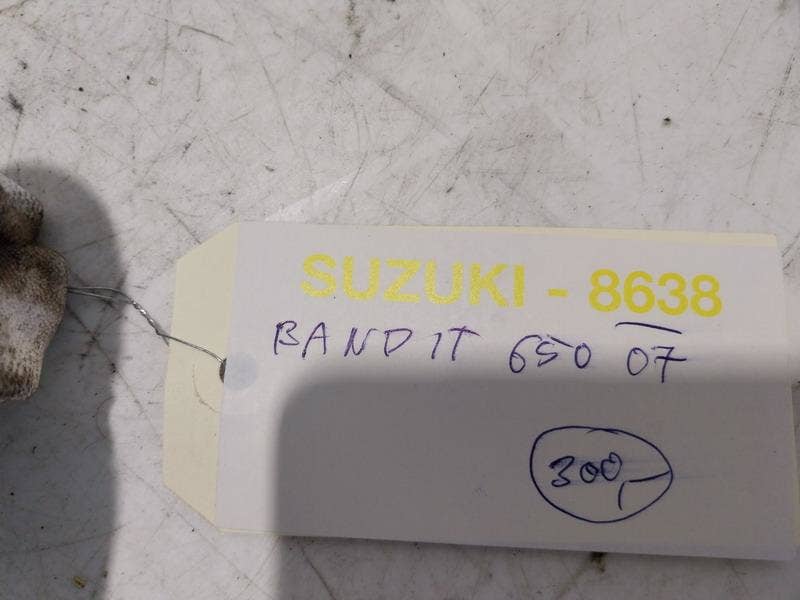 SUZUKI - 8638
BANDIT 650 07
300,-